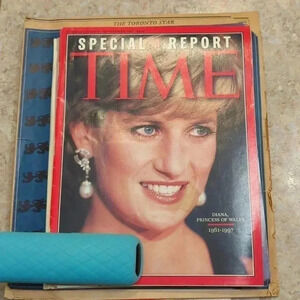 THE TORONTO STAR
SPECIAL REPORT
TIME
DIANA,
PRINCESS OF WALES
1961-1997